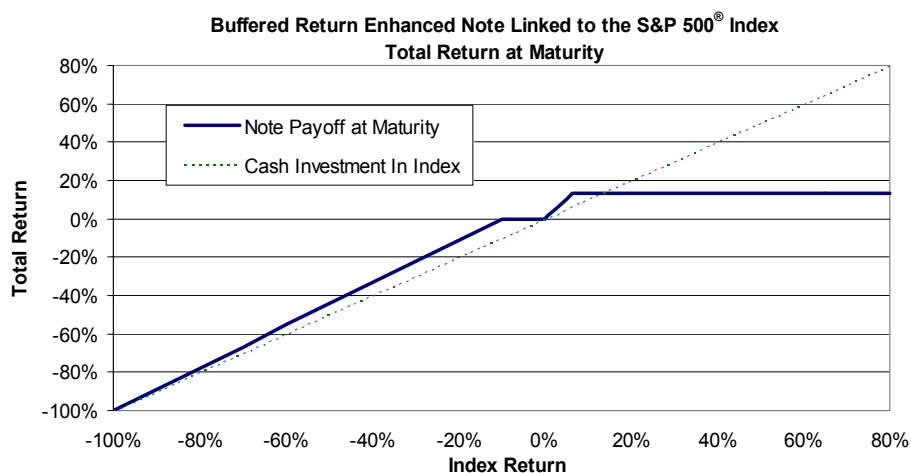 Buffered Return Enhanced Note Linked to the S&P 500® Index
Total Return at Maturity
80%
60%
40%
20%
0%
-20%
-40%
-60%
-80%
-100%
Total Return
Note Payoff at Maturity
Cash Investment In Index
-100% -80% -60% -40% -20% 0% 20% 40% 60% 80%
Index Return